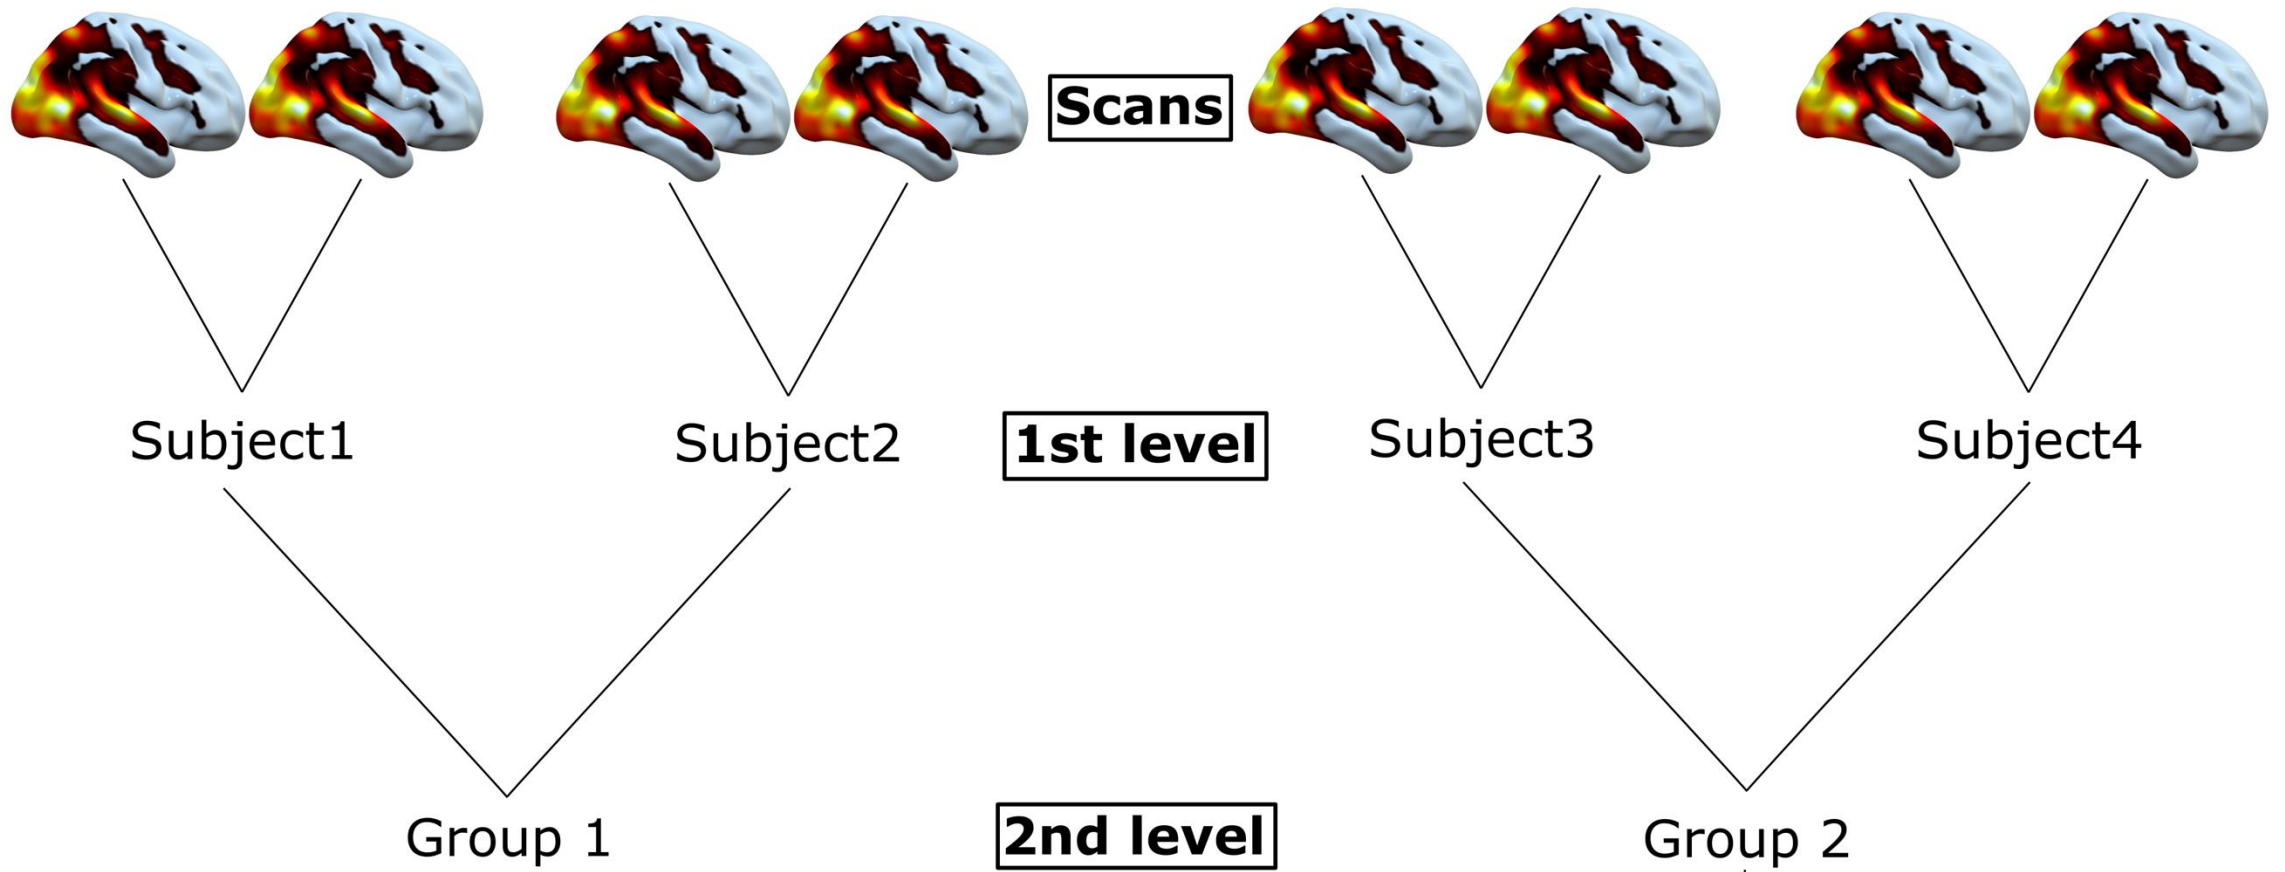 Scans
Subject1
Subject2
1st level
Subject3
Subject4
Group 1
2nd level
Group 2